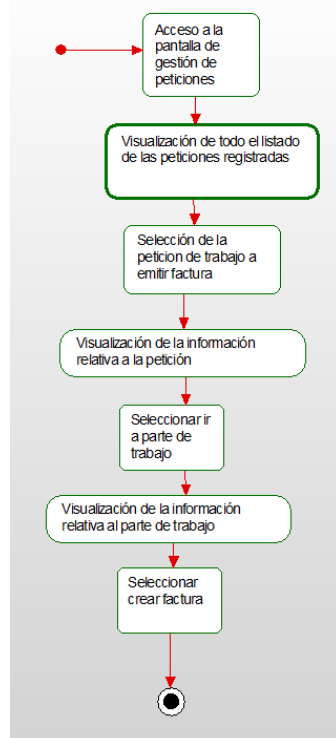 Acceso a la
pantalla de
gestión de
peticiones
Visualización de todo el listado
de las peticiones registradas
Selección de la
peticion de trabajo a
emitir factura
Visualización de la información
relativa a la petición
Seleccionar ir
a parte de
trabajo
Visualización de la información
relativa al parte de trabajo
Seleccionar
crear factura